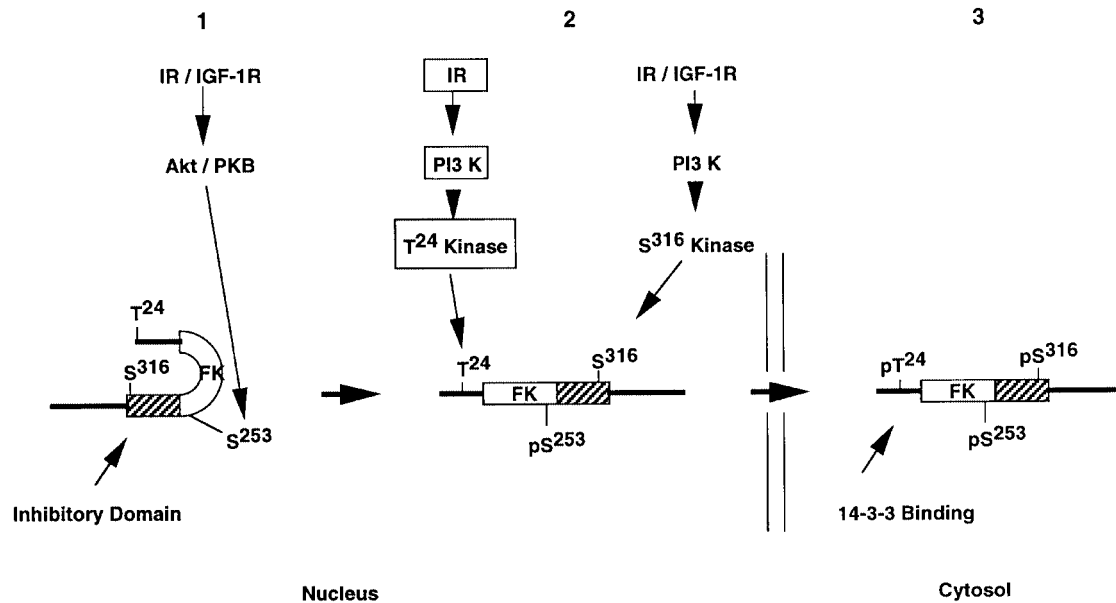 1
2
3
IR / IGF-1R
IR
IR / IGF-1R
Akt / PKB
PI3 K
PI3 K
T24 Kinase
S316 Kinase
T24
S316
FK
S253
Inhibitory Domain
T24
S316
FK
pS253
pT24
pS316
FK
pS253
14-3-3 Binding
Nucleus
Cytosol